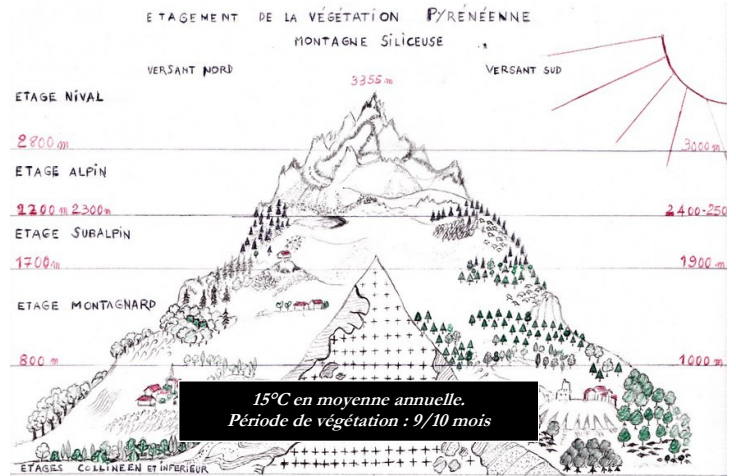 ETAGEMENT DE LA VÉGÉTATION PYRÉNÉENNE
MONTAGNE SILICEUSE
VERSANT NORD
VERSANT SUD
3355 m
ETAGE NIVAL
2800 m
3000 m
ETAGE ALPIN
2200 m 2300 m
2400-250
ETAGE SUBALPIN
1700 m
1900 m
ETAGE MONTAGNARD
800 m
1000 m
15°C en moyenne annuelle.
Période de végétation : 9/10 mois
ETAGES COLLINEEN ET INFERIEUR